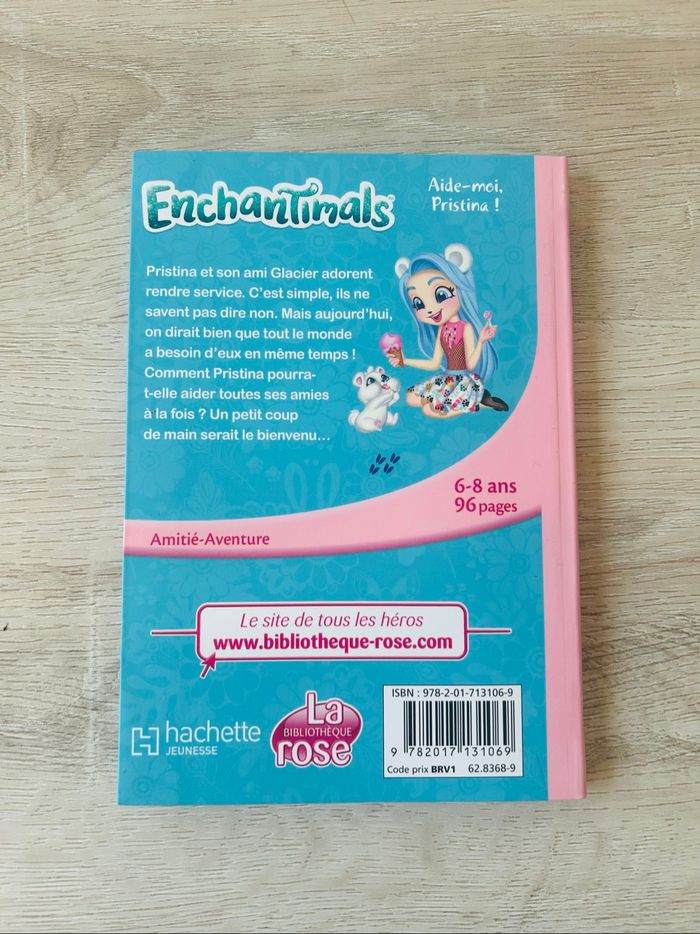 Enchantimals
Aide-moi,
Pristina !
Pristina et son ami Glacier adorent
rendre service. C'est simple, ils ne
savent pas dire non. Mais aujourd'hui,
on dirait bien que tout le monde
a besoin d'eux en même temps !
Comment Pristina pourra-
t-elle aider toutes ses amies
à la fois ? Un petit coup
de main serait le bienvenu...
6-8 ans
96 pages
Amitié-Aventure
Le site de tous les héros
www.bibliotheque-rose.com
hachette
JEUNESSE
La
BIBLIOTHÈQUE
rose
ISBN : 978-2-01-713106-9
9 782017 131069
Code prix BRV1 62.8368-9